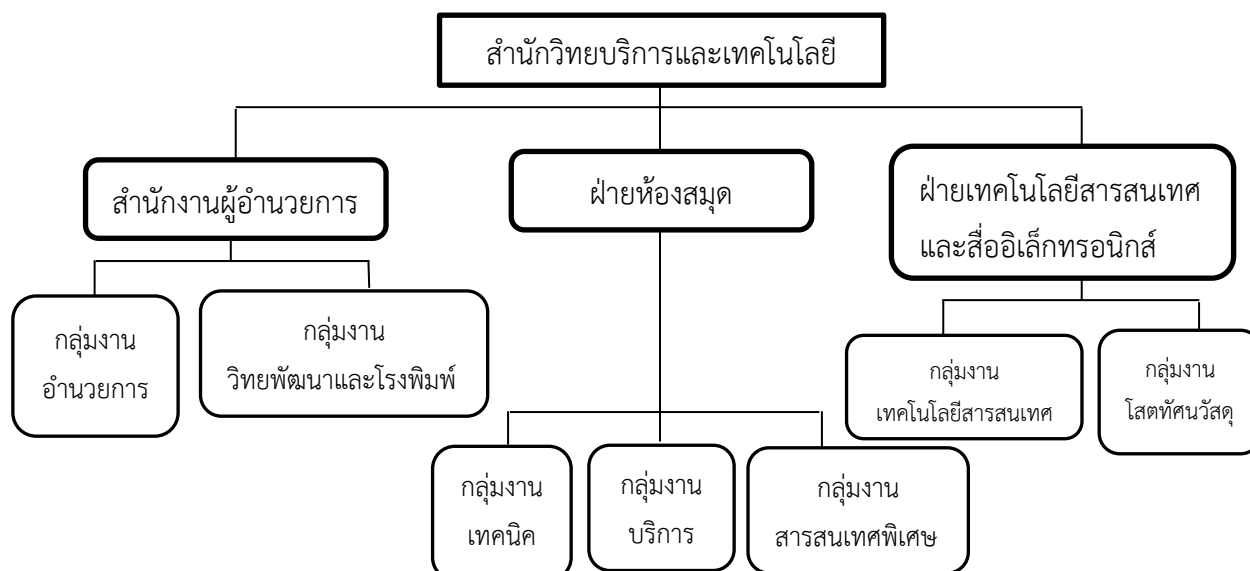 สำนักวิทยบริการและเทคโนโลยี
สำนักงานผู้อำนวยการ
ฝ่ายห้องสมุด
ฝ่ายเทคโนโลยีสารสนเทศ
และสื่ออิเล็กทรอนิกส์
กลุ่มงาน
อำนวยการ
กลุ่มงาน
วิทยพัฒนาและโรงพิมพ์
กลุ่มงาน
เทคนิค
กลุ่มงาน
บริการ
กลุ่มงาน
สารสนเทศพิเศษ
กลุ่มงาน
เทคโนโลยีสารสนเทศ
กลุ่มงาน
โสตทัศนวัสดุ